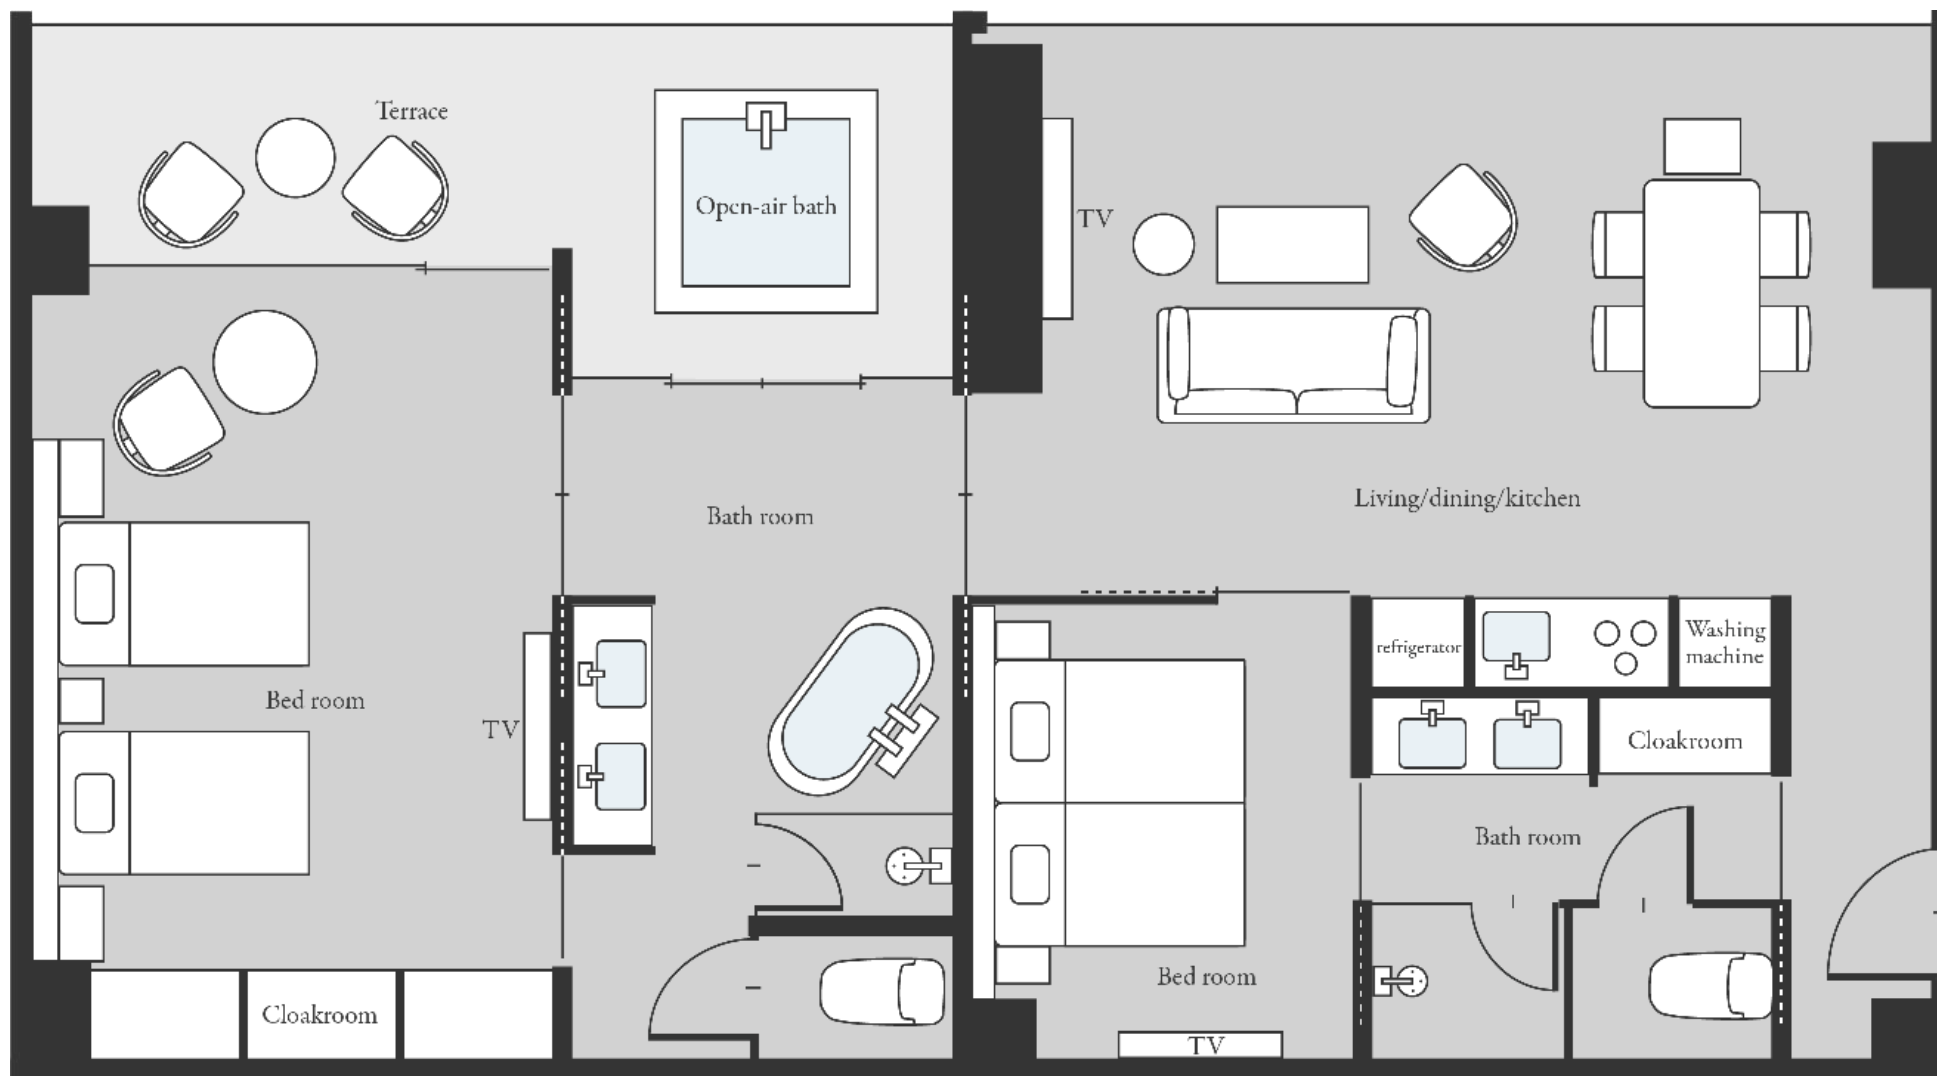 Terrace
Open-air bath
TV
Living/dining/kitchen
Bath room
refrigerator
Washing
machine
Bed room
TV
Cloakroom
Bath room
Bed room
Cloakroom
TV